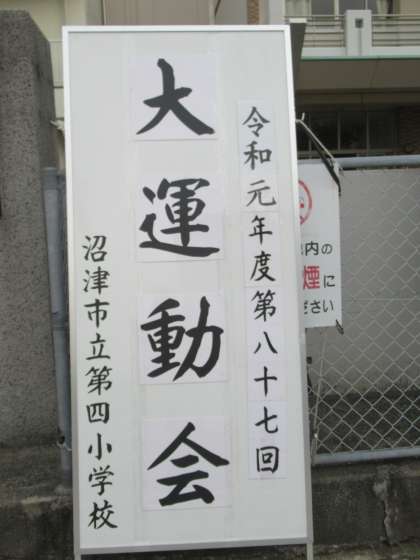 令和元年度第八十七回
大運動会
沼津市立第四小学校
内の
煙に
ださい